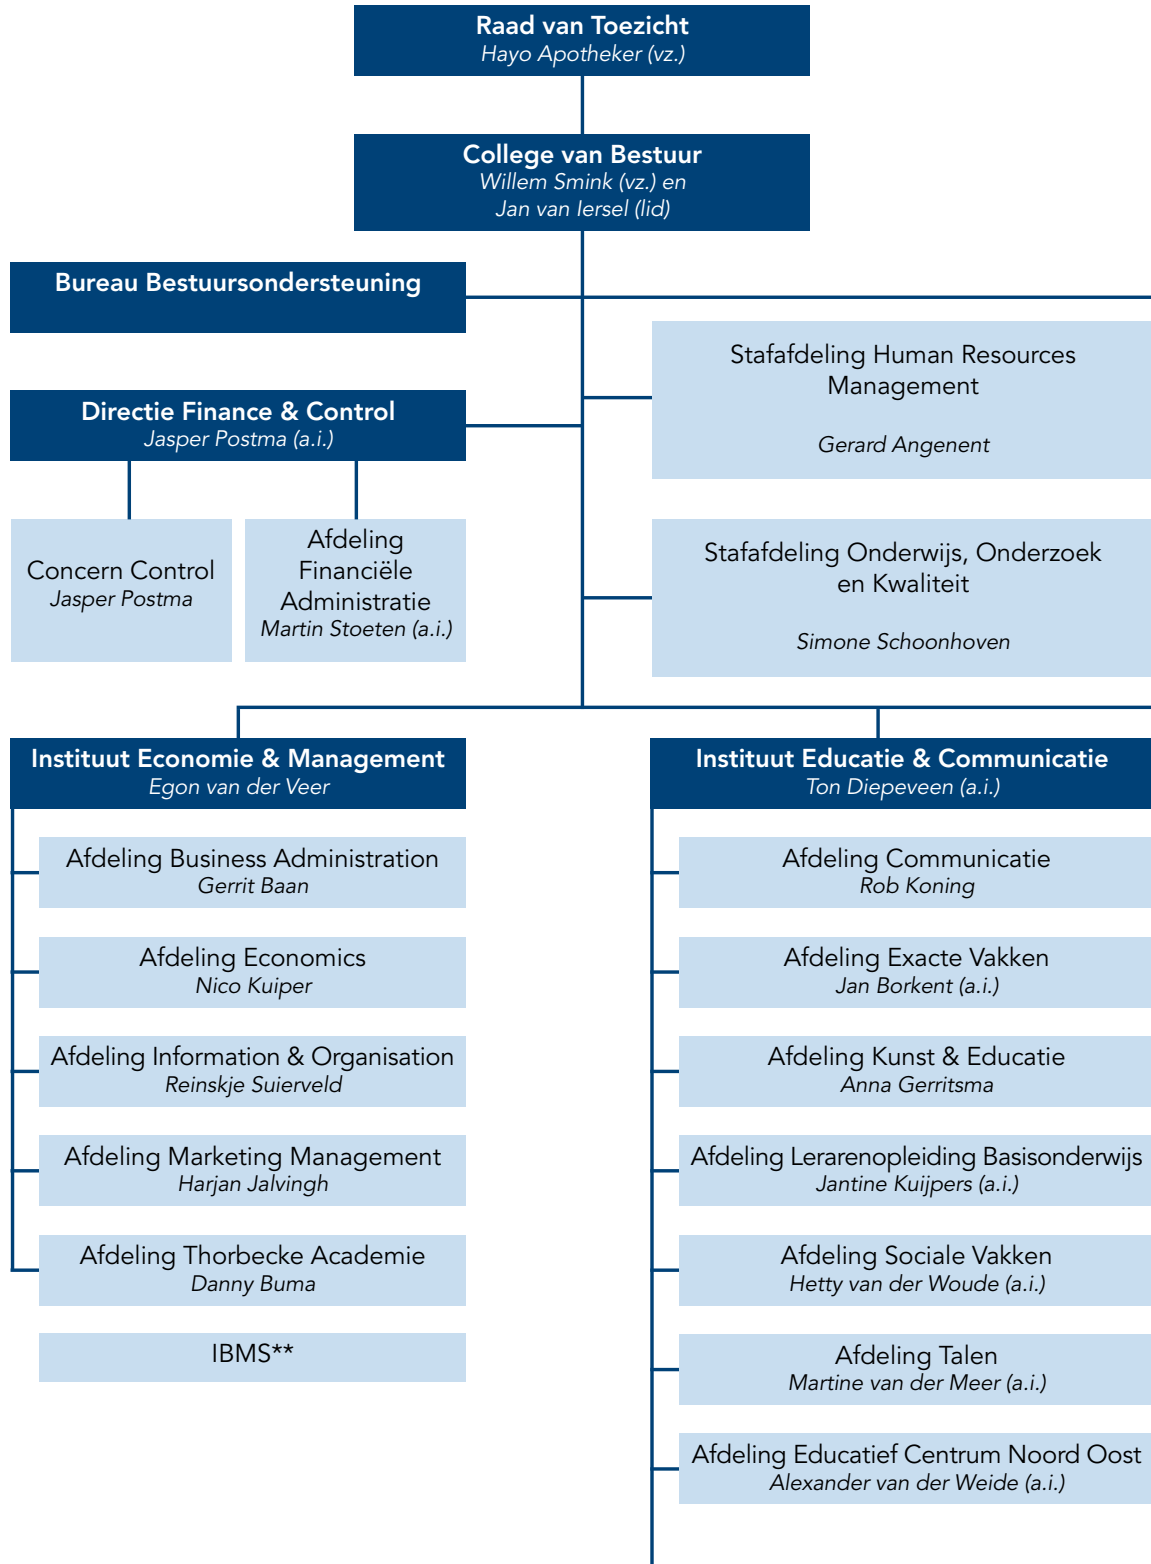 Raad van Toezicht
Hayo Apotheker (vz.)
College van Bestuur
Willem Smink (vz.) en
Jan van Iersel (lid)
Bureau Bestuursondersteuning
Stafafdeling Human Resources
Management
Gerard Angenent
Directie Finance & Control
Jasper Postma (a.i.)
Concern Control
Jasper Postma
Afdeling
Financiële
Administratie
Martin Stoeten (a.i.)
Stafafdeling Onderwijs, Onderzoek
en Kwaliteit
Simone Schoonhoven
Instituut Economie & Management
Egon van der Veer
Afdeling Business Administration
Gerrit Baan
Afdeling Economics
Nico Kuiper
Afdeling Information & Organisation
Reinskje Suierveld
Afdeling Marketing Management
Harjan Jalvingh
Afdeling Thorbecke Academie
Danny Buma
IBMS**
Instituut Educatie & Communicatie
Ton Diepeveen (a.i.)
Afdeling Communicatie
Rob Koning
Afdeling Exacte Vakken
Jan Borkent (a.i.)
Afdeling Kunst & Educatie
Anna Gerritsma
Afdeling Lerarenopleiding Basisonderwijs
Jantine Kuijpers (a.i.)
Afdeling Sociale Vakken
Hetty van der Woude (a.i.)
Afdeling Talen
Martine van der Meer (a.i.)
Afdeling Educatief Centrum Noord Oost
Alexander van der Weide (a.i.)